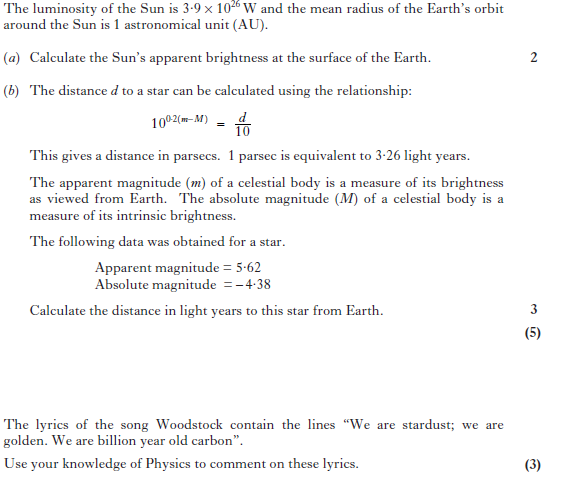 The luminosity of the Sun is 3·9 × 10²⁶ W and the mean radius of the Earth's orbit
around the Sun is 1 astronomical unit (AU).
(a) Calculate the Sun's apparent brightness at the surface of the Earth. 2
(b) The distance d to a star can be calculated using the relationship:
10^0·2(m−M) = d/10
This gives a distance in parsecs. 1 parsec is equivalent to 3·26 light years.
The apparent magnitude (m) of a celestial body is a measure of its brightness
as viewed from Earth. The absolute magnitude (M) of a celestial body is a
measure of its intrinsic brightness.
The following data was obtained for a star.
Apparent magnitude = 5·62
Absolute magnitude = −4·38
Calculate the distance in light years to this star from Earth. 3
(5)
The lyrics of the song Woodstock contain the lines “We are stardust; we are
golden. We are billion year old carbon”.
Use your knowledge of Physics to comment on these lyrics. (3)